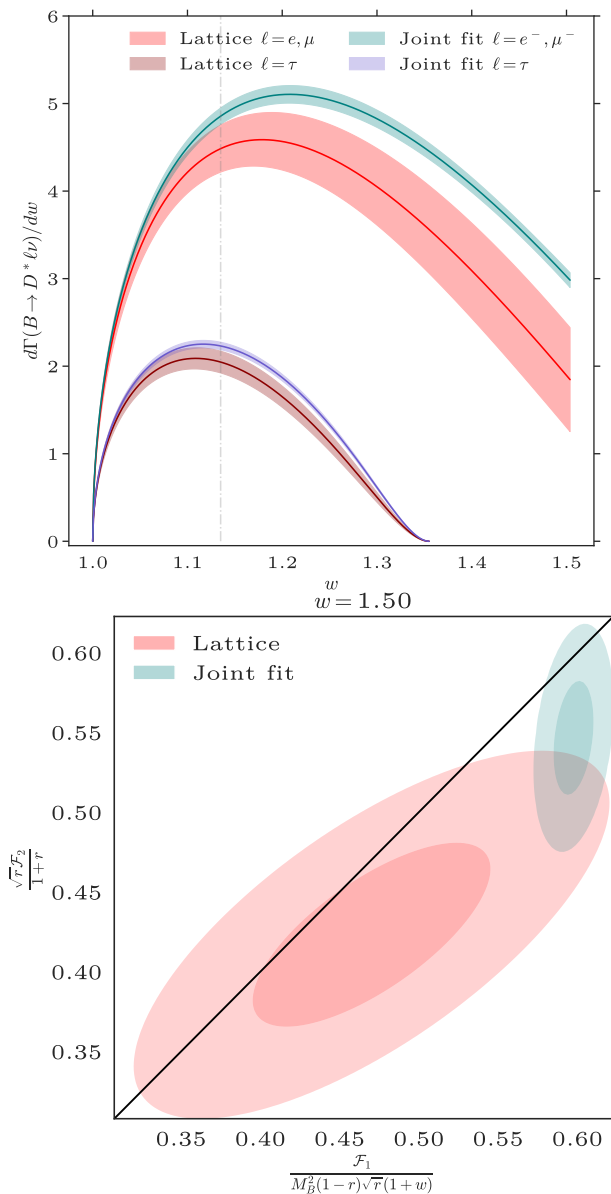 6
5
4
3
2
1
0
dΓ(B → D* ℓν)/dw
Lattice ℓ=e,μ
Lattice ℓ=τ
Joint fit ℓ=e⁻,μ⁻
Joint fit ℓ=τ
1.0 1.1 1.2 1.3 1.4 1.5
w
w = 1.50
Lattice
Joint fit
0.60
0.55
0.50
0.45
0.40
0.35
√r ℱ₂
1+r
0.35 0.40 0.45 0.50 0.55 0.60
ℱ₁
M_B²(1−r)√r(1+w)